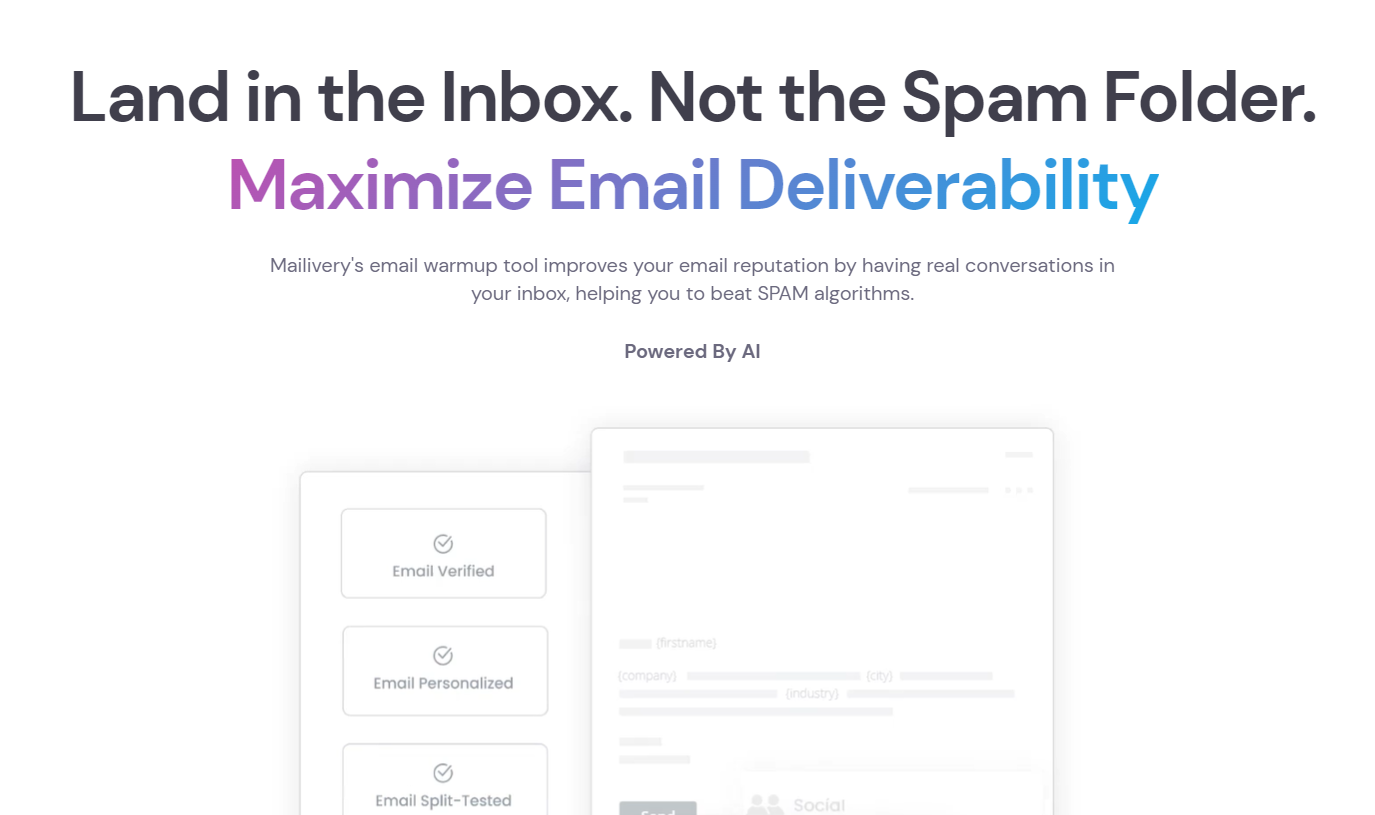 Land in the Inbox. Not the Spam Folder.
Maximize Email Deliverability
Mailivery's email warmup tool improves your email reputation by having real conversations in
your inbox, helping you to beat SPAM algorithms.
Powered By AI
Email Verified
Email Personalized
Email Split-Tested
{firstname}
{company} {city}
{industry}
Send
Social